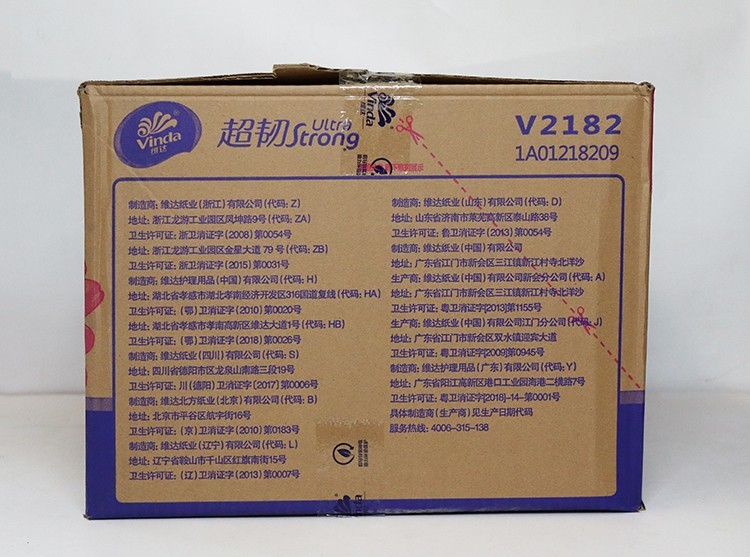 Vinda
维达
超韧 Ultra Strong
Vinda
V2182
1A01218209
制造商: 维达纸业(浙江)有限公司(代码: Z)
地址: 浙江龙游工业园区凤坤路9号(代码: ZA)
卫生许可证: 浙卫消证字(2008)第0054号
地址: 浙江龙游工业园区金星大道79号(代码: ZB)
卫生许可证: 浙卫消证字(2015)第0031号
制造商: 维达护理用品(中国)有限公司(代码: H)
地址: 湖北省孝感市湖北孝南经济开发区316国道复线(代码: HA)
卫生许可证: (鄂)卫消证字(2010)第0020号
地址: 湖北省孝感市孝南高新区维达大道1号(代码: HB)
卫生许可证: (鄂)卫消证字(2018)第0026号
制造商: 维达纸业(四川)有限公司(代码: S)
地址: 四川省德阳市区龙泉山南路三段19号
卫生许可证: 川(德阳)卫消证字(2017)第0006号
制造商: 维达北方纸业(北京)有限公司(代码: B)
地址: 北京市平谷区航宇街16号
卫生许可证: (京)卫消证字(2010)第0183号
制造商: 维达纸业(辽宁)有限公司(代码: L)
地址: 辽宁省鞍山市千山区红旗南街15号
卫生许可证: (辽)卫消证字(2013)第0007号
制造商: 维达纸业(山东)有限公司(代码: D)
地址: 山东省济南市莱芜高新区泰山路38号
卫生许可证: 鲁卫消证字(2013)第0054号
制造商: 维达纸业(中国)有限公司
地址: 广东省江门市新会区三江镇新江村寺北洋沙
生产商: 维达纸业(中国)有限公司新会分公司(代码: A)
地址: 广东省江门市新会区三江镇新江村寺北洋沙
卫生许可证: 粤卫消证字[2013]第1155号
生产商: 维达纸业(中国)有限公司江门分公司(代码: J)
地址: 广东省江门市新会区双水镇迎宾大道
卫生许可证: 粤卫消证字[2009]第0945号
制造商: 维达护理用品(广东)有限公司(代码: Y)
地址: 广东省阳江高新区港口工业园海港二横路7号
卫生许可证: 粤卫消证字[2018]-14-第0001号
具体制造商(生产商)见生产日期代码
服务热线: 4006-315-138
Vinda